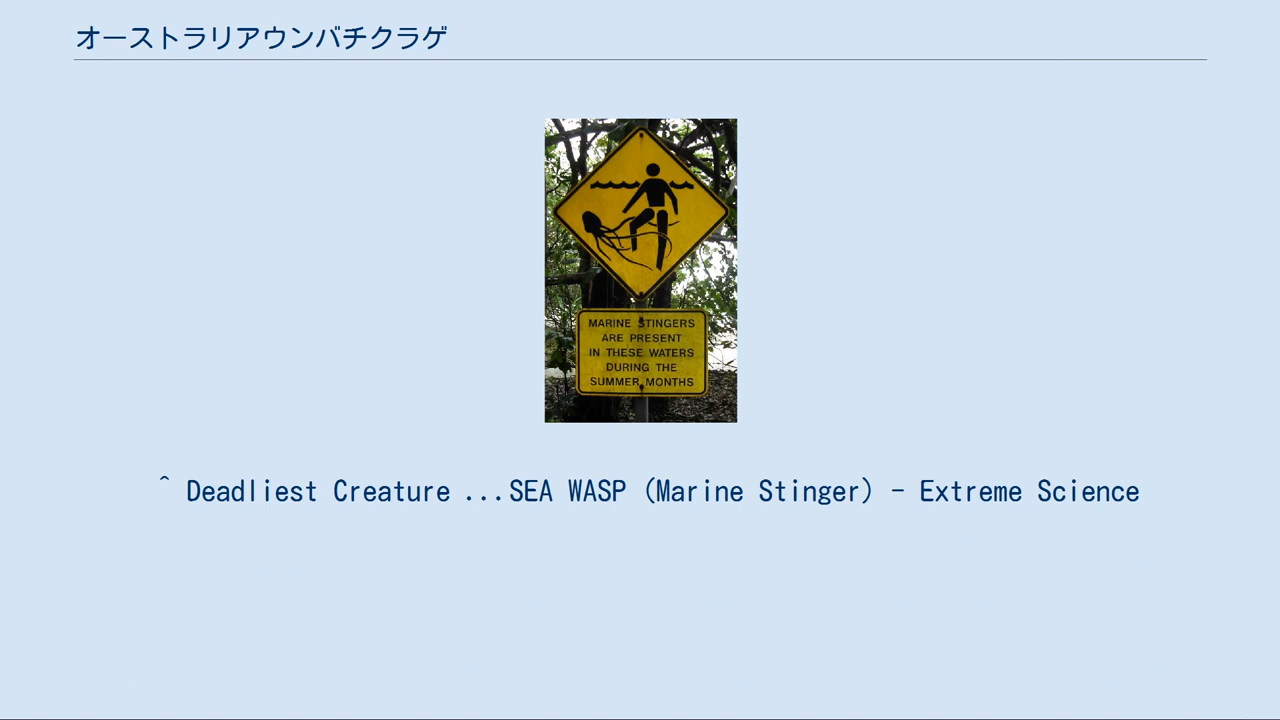 オーストラリアウンバチクラゲ
MARINE STINGERS
ARE PRESENT
IN THESE WATERS
DURING THE
SUMMER MONTHS
^ Deadliest Creature ...SEA WASP (Marine Stinger) - Extreme Science